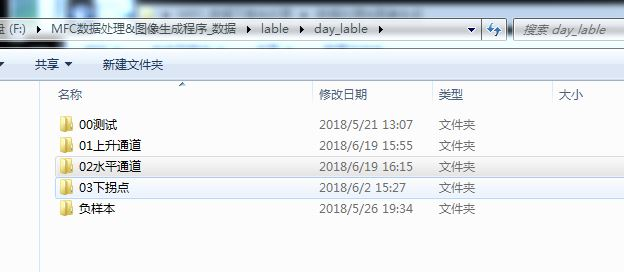 盘 (F:) ▸ MFC数据处理&图像生成程序_数据 ▸ lable ▸ day_lable ▸ 搜索 day_lable
共享 新建文件夹
名称 修改日期 类型 大小
00测试 2018/5/21 13:07 文件夹
01上升通道 2018/6/19 15:55 文件夹
02水平通道 2018/6/19 16:15 文件夹
03下拐点 2018/6/2 15:27 文件夹
负样本 2018/5/26 19:34 文件夹